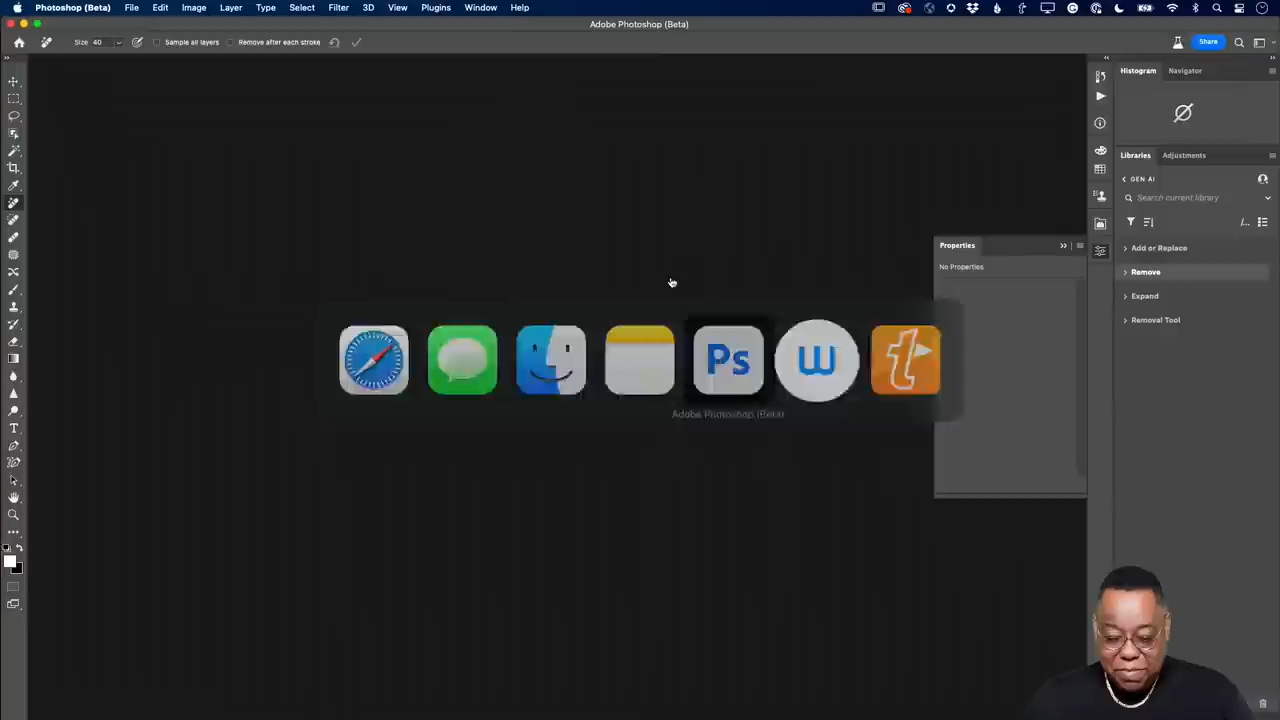 Photoshop (Beta) File Edit Image Layer Type Select Filter 3D View Plugins Window Help
Adobe Photoshop (Beta)
Size 40 Sample all layers Remove after each stroke Share
Histogram Navigator
Libraries Adjustments
GEN AI
Search current library
Properties
No Properties
Add or Replace
Remove
Expand
Removal Tool
Ps W t
Adobe Photoshop (Beta)
T